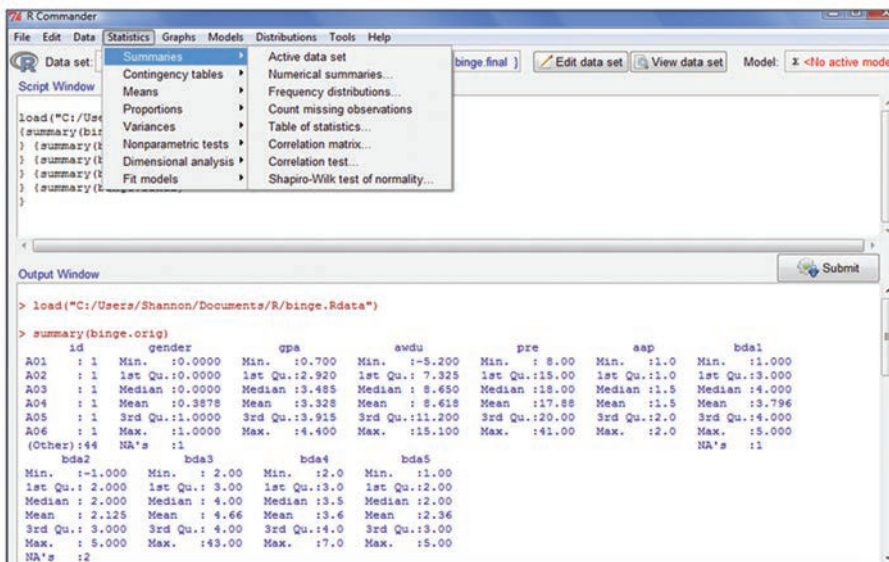 R Commander
File Edit Data Statistics Graphs Models Distributions Tools Help
Data set: binge.final } Edit data set View data set Model: Σ <No active mode
Summaries
Contingency tables
Means
Proportions
Variances
Nonparametric tests
Dimensional analysis
Fit models
Active data set
Numerical summaries...
Frequency distributions...
Count missing observations
Table of statistics...
Correlation matrix...
Correlation test...
Shapiro-Wilk test of normality...
Script Window
load("C:/Use
{summary(bin
} {summary(b
} {summary(b
} {summary(b
} {summary(b
}
Submit
Output Window
> load("C:/Users/Shannon/Documents/R/binge.Rdata")
> summary(binge.orig)
id gender gpa awdu pre aap bda1
A01 : 1 Min. :0.0000 Min. :0.700 Min. :-5.200 Min. : 8.00 Min. :1.0 Min. :1.000
A02 : 1 1st Qu.:0.0000 1st Qu.:2.920 1st Qu.: 7.325 1st Qu.:15.00 1st Qu.:1.0 1st Qu.:3.000
A03 : 1 Median :0.0000 Median :3.485 Median : 8.650 Median :18.00 Median :1.5 Median :4.000
A04 : 1 Mean :0.3878 Mean :3.328 Mean : 8.618 Mean :17.88 Mean :1.5 Mean :3.796
A05 : 1 3rd Qu.:1.0000 3rd Qu.:3.915 3rd Qu.:11.200 3rd Qu.:20.00 3rd Qu.:2.0 3rd Qu.:4.000
A06 : 1 Max. :1.0000 Max. :4.400 Max. :15.100 Max. :41.00 Max. :2.0 Max. :5.000
(Other):44 NA's :1 NA's :1
bda2 bda3 bda4 bda5
Min. :-1.000 Min. : 2.00 Min. :2.0 Min. :1.00
1st Qu.: 2.000 1st Qu.: 3.00 1st Qu.:3.0 1st Qu.:2.00
Median : 2.000 Median : 4.00 Median :3.5 Median :2.00
Mean : 2.125 Mean : 4.66 Mean :3.6 Mean :2.36
3rd Qu.: 3.000 3rd Qu.: 4.00 3rd Qu.:4.0 3rd Qu.:3.00
Max. : 5.000 Max. :43.00 Max. :7.0 Max. :5.00
NA's :2